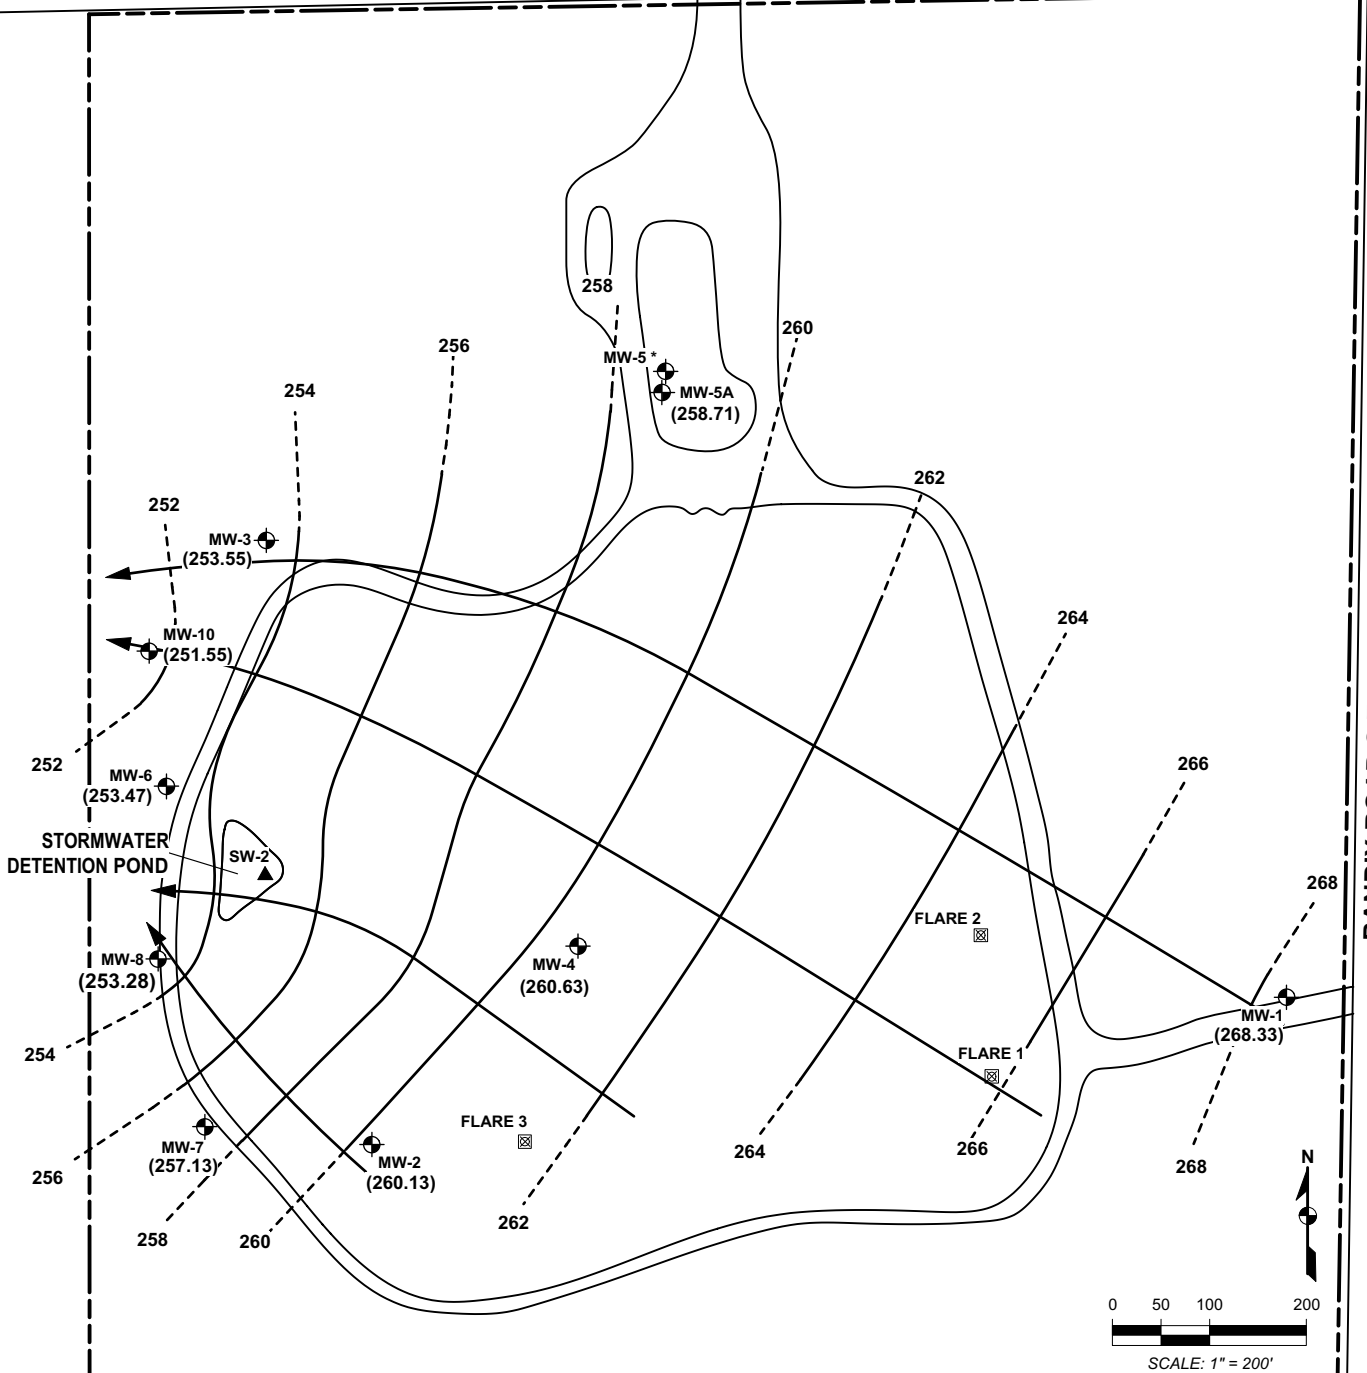 258
260
MW-5 *
256
MW-5A
(258.71)
254
262
252
MW-3
(253.55)
264
MW-10
(251.55)
252
266
MW-6
(253.47)
STORMWATER
DETENTION POND
SW-2
268
FLARE 2
MW-4
(260.63)
MW-8
(253.28)
MW-1
(268.33)
254
FLARE 1
FLARE 3
MW-7
(257.13)
MW-2
(260.13)
264
266
268
N
256
262
258
260
0 50 100 200
SCALE: 1" = 200'